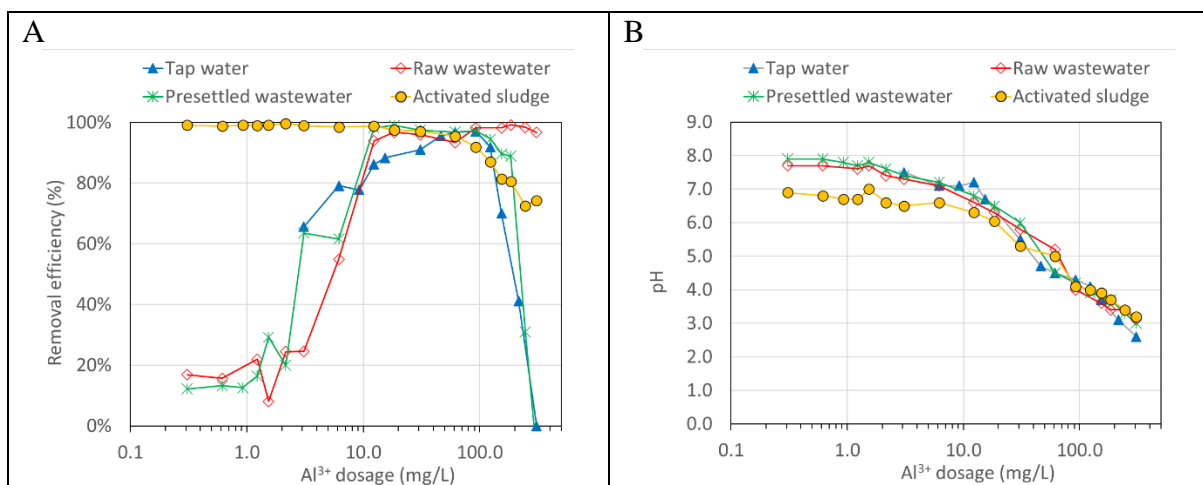 A
Tap water
Raw wastewater
Presettled wastewater
Activated sludge
100%
80%
60%
40%
20%
0%
Removal efficiency (%)
0.1
1.0
10.0
100.0
Al³⁺ dosage (mg/L)
B
Tap water
Raw wastewater
Presettled wastewater
Activated sludge
9.0
8.0
7.0
6.0
5.0
4.0
3.0
2.0
1.0
0.0
pH
0.1
1.0
10.0
100.0
Al³⁺ dosage (mg/L)